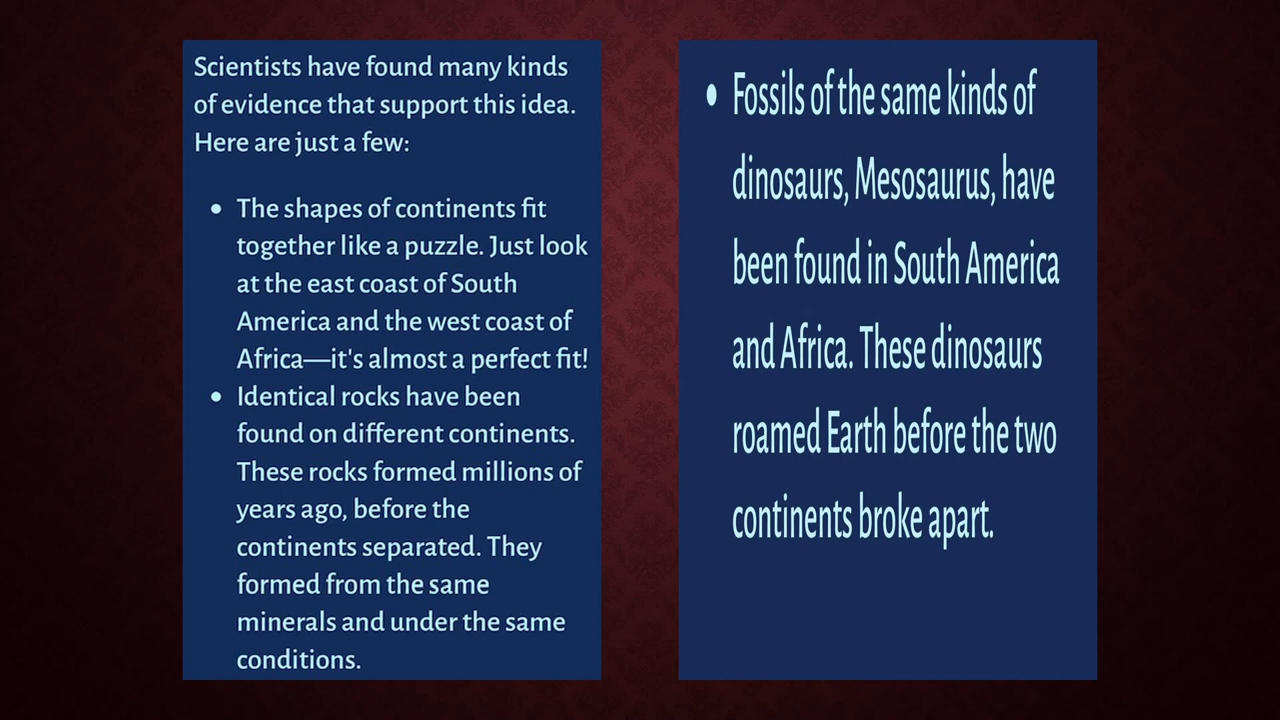 Scientists have found many kinds
of evidence that support this idea.
Here are just a few:
• The shapes of continents fit
together like a puzzle. Just look
at the east coast of South
America and the west coast of
Africa—it's almost a perfect fit!
• Identical rocks have been
found on different continents.
These rocks formed millions of
years ago, before the
continents separated. They
formed from the same
minerals and under the same
conditions.
• Fossils of the same kinds of
dinosaurs, Mesosaurus, have
been found in South America
and Africa. These dinosaurs
roamed Earth before the two
continents broke apart.